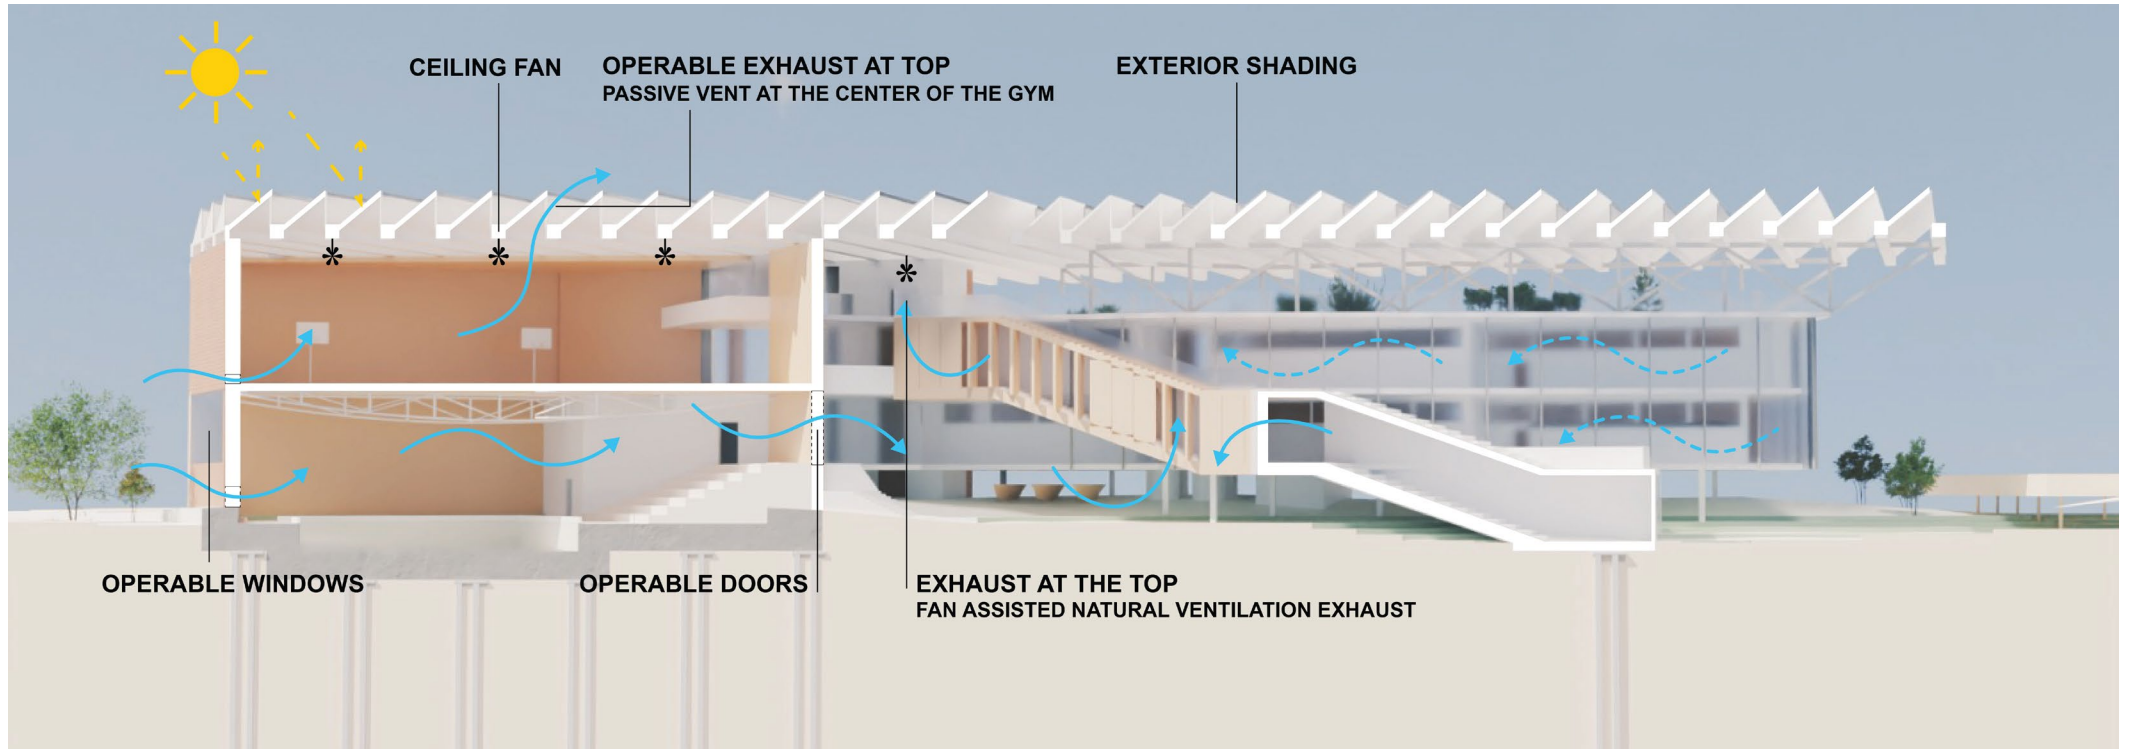 CEILING FAN
OPERABLE EXHAUST AT TOP
PASSIVE VENT AT THE CENTER OF THE GYM
EXTERIOR SHADING
OPERABLE WINDOWS
OPERABLE DOORS
EXHAUST AT THE TOP
FAN ASSISTED NATURAL VENTILATION EXHAUST